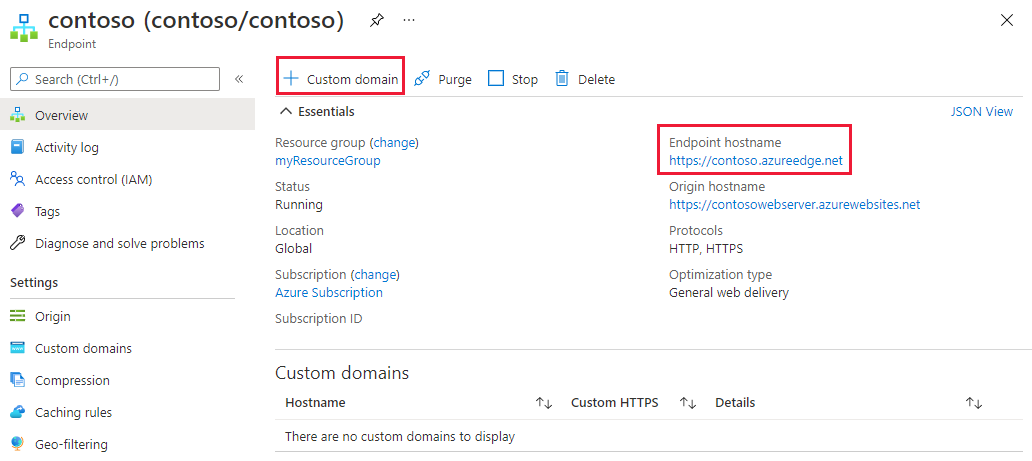 contoso (contoso/contoso)
Endpoint
Search (Ctrl+/)
Overview
Activity log
Access control (IAM)
Tags
Diagnose and solve problems
Settings
Origin
Custom domains
Compression
Caching rules
Geo-filtering
Custom domain
Purge
Stop
Delete
Essentials
JSON View
Resource group (change)
myResourceGroup
Status
Running
Location
Global
Subscription (change)
Azure Subscription
Subscription ID
Endpoint hostname
https://contoso.azureedge.net
Origin hostname
https://contosowebserver.azurewebsites.net
Protocols
HTTP, HTTPS
Optimization type
General web delivery
Custom domains
Hostname Custom HTTPS Details
There are no custom domains to display